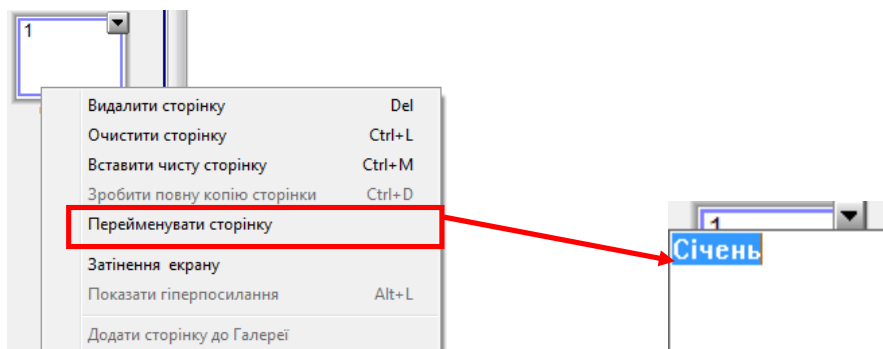 1
Видалити сторінку Del
Очистити сторінку Ctrl+L
Вставити чисту сторінку Ctrl+M
Зробити повну копію сторінки Ctrl+D
Перейменувати сторінку
Затінення екрану
Показати гіперпосилання Alt+L
Додати сторінку до Галереї
1
Січень